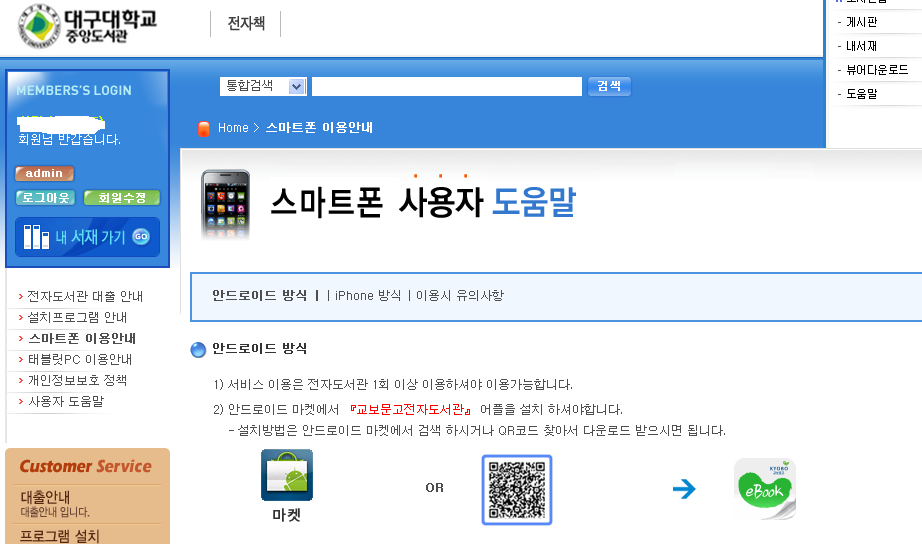 대구대학교
중앙도서관
전자책
- 게시판
- 내서재
- 뷰어다운로드
- 도움말
MEMBERS'S LOGIN
회원님 반갑습니다.
admin
로그아웃 회원수정
내 서재 가기 GO
통합검색 검색
Home > 스마트폰 이용안내
스마트폰 사용자 도움말
안드로이드 방식 | | iPhone 방식 | 이용시 유의사항
> 전자도서관 대출 안내
> 설치프로그램 안내
> 스마트폰 이용안내
> 태블릿PC 이용안내
> 개인정보보호 정책
> 사용자 도움말
안드로이드 방식
1) 서비스 이용은 전자도서관 1회 이상 이용하셔야 이용가능합니다.
2) 안드로이드 마켓에서 『교보문고전자도서관』 어플을 설치 하셔야합니다.
- 설치방법은 안드로이드 마켓에서 검색 하시거나 QR코드 찾아서 다운로드 받으시면 됩니다.
마켓
OR
KYOBO
eBook
Customer Service
대출안내
대출안내 입니다.
프로그램 설치